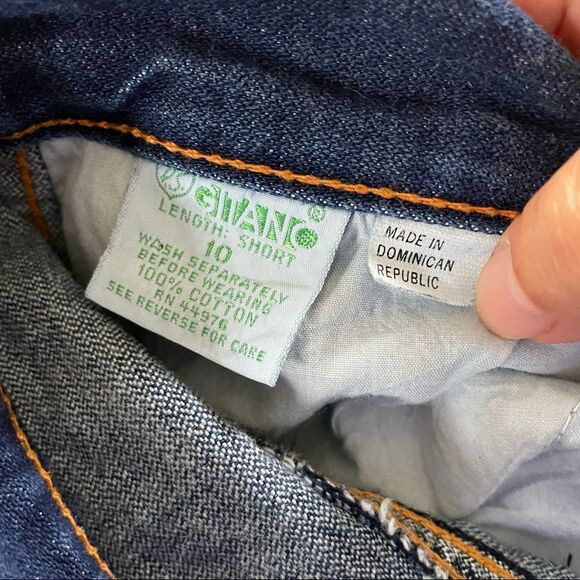 GITANO®
LENGTH: SHORT
10
WASH SEPARATELY
BEFORE WEARING
100% COTTON
RN 44976
SEE REVERSE FOR CARE
MADE IN
DOMINICAN
REPUBLIC